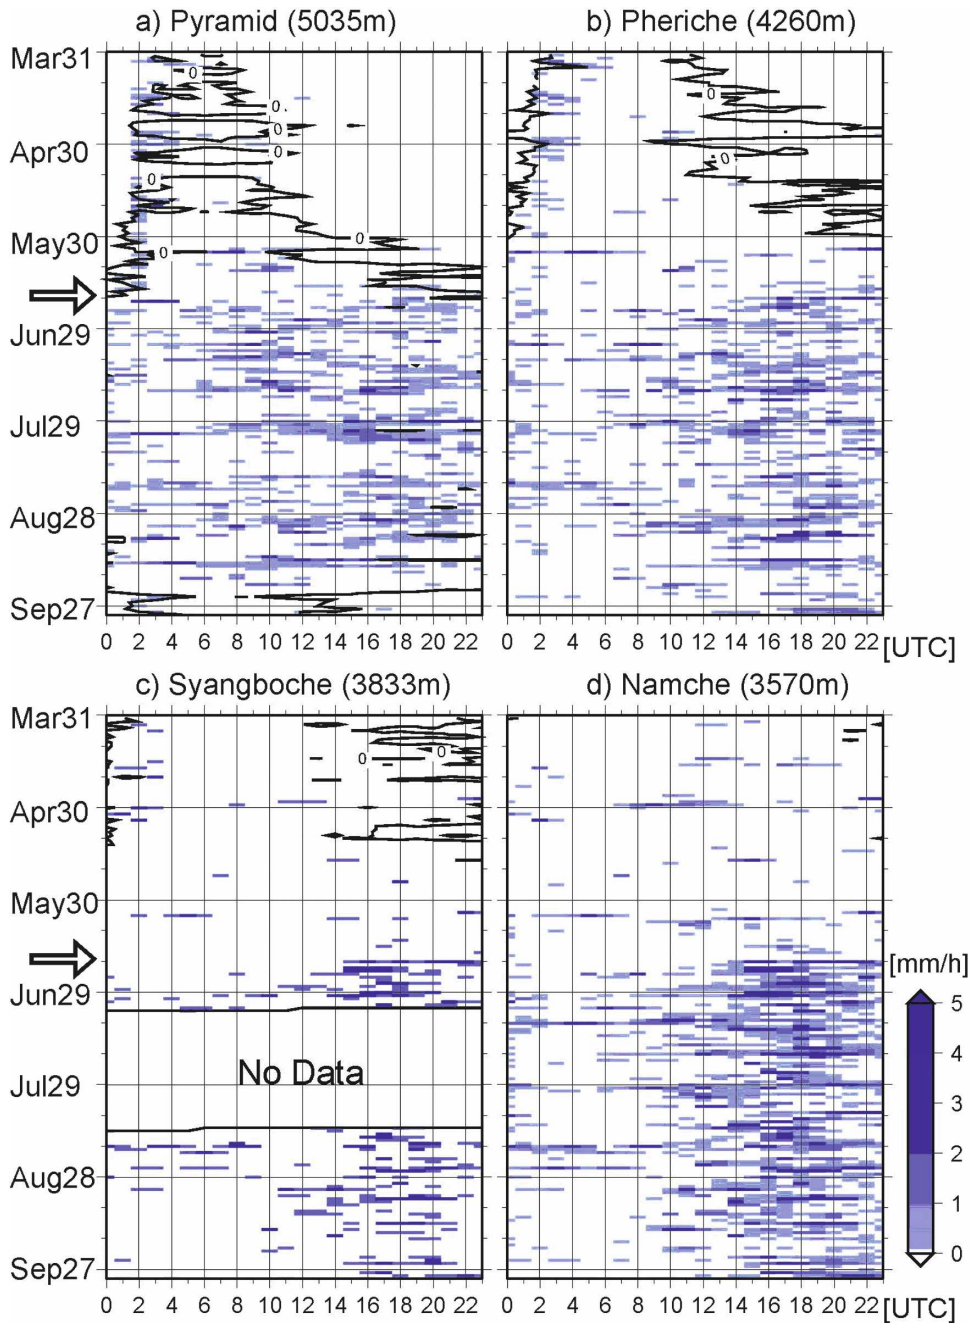 a) Pyramid (5035m)
b) Pheriche (4260m)
Mar31
Apr30
May30
Jun29
Jul29
Aug28
Sep27
0
0
0
0
0
0
0
0
0
0 2 4 6 8 10 12 14 16 18 20 22
0 2 4 6 8 10 12 14 16 18 20 22 [UTC]
c) Syangboche (3833m)
d) Namche (3570m)
Mar31
Apr30
May30
Jun29
Jul29
Aug28
Sep27
0
0
No Data
[mm/h]
5
4
3
2
1
0
0 2 4 6 8 10 12 14 16 18 20 22
0 2 4 6 8 10 12 14 16 18 20 22 [UTC]